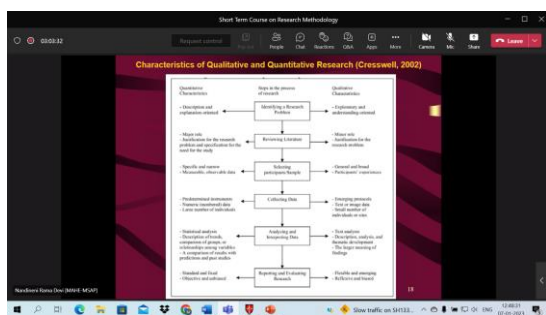 Short Term Course on Research Methodology
03:03:32
Request control
People
Chat
Reactions
Q&A
Apps
More
Camera
Mic
Share
Leave
Characteristics of Qualitative and Quantitative Research (Cresswell, 2002)
Quantitative
Characteristics
Steps in the process
of research
Qualitative
Characteristics
- Description and
explanation oriented
Identifying a Research
Problem
- Exploratory and
understanding oriented
- Major role
- Justification for the research
problem and specification for the
need for the study
Reviewing Literature
- Minor role
- Justification for the
research problem
- Specific and narrow
- Measurable, observable data
Selecting
participants/Sample
- General and broad
- Participants' experiences
- Predetermined instruments
- Numeric (numbered) data
- Large number of individuals
Collecting Data
- Emerging protocols
- Text or image data
- Small number of
individuals or sites
- Statistical analysis
- Description of trends,
comparison of groups, or
relationships among variables
- A comparison of results with
predictions and past studies
Analyzing and
Interpreting Data
- Text analysis
- Description, analysis, and
thematic development
- The larger meaning of
findings
- Standard and fixed
- Objective and unbiased
Reporting and Evaluating
Research
- Flexible and emerging
- Reflexive and biased
18
Nandineni Rama Devi [MAHE-MSAP]
Slow traffic on SH133...
ENG
12:48:31
07-01-2023